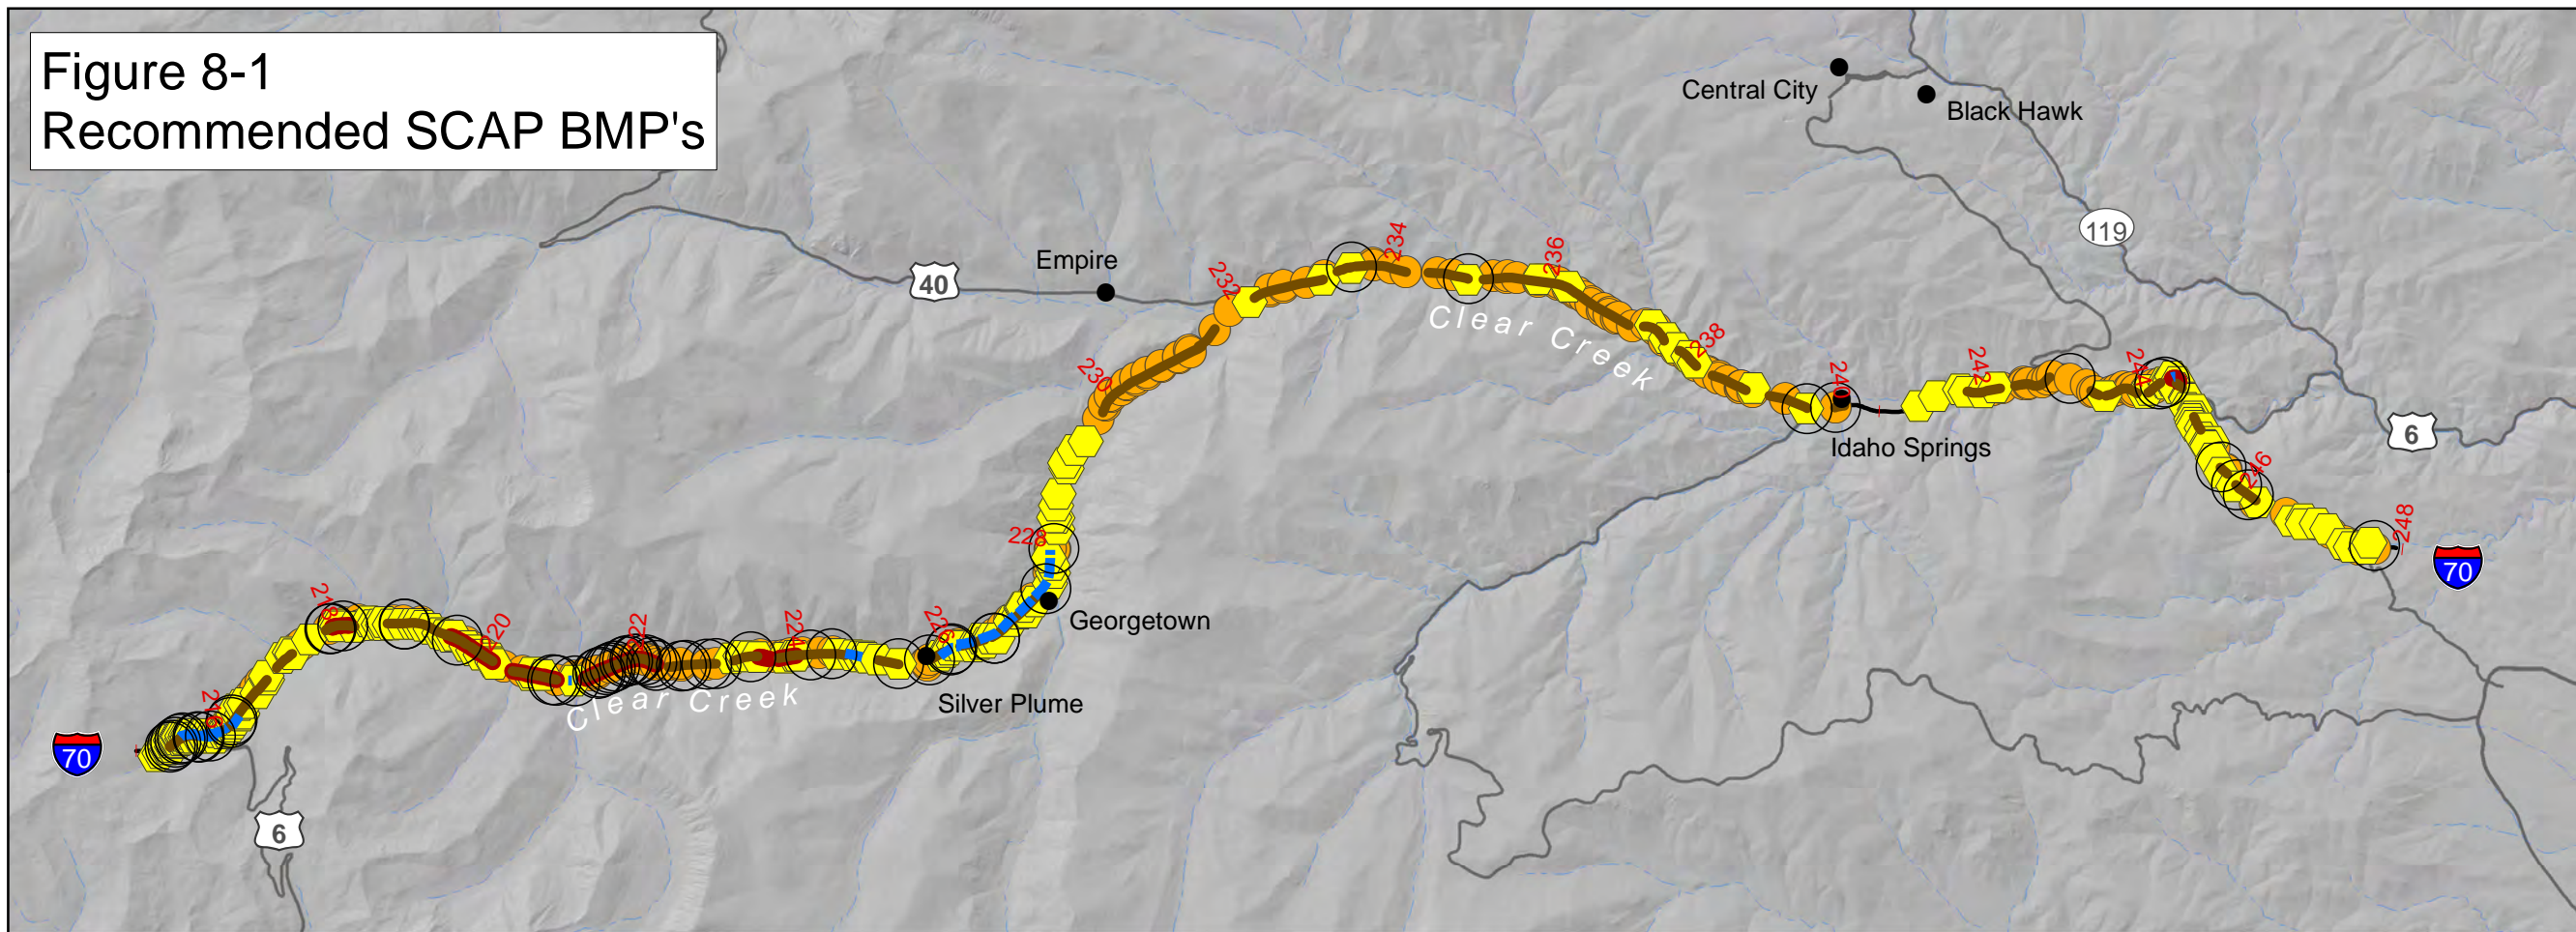 Figure 8-1
Recommended SCAP BMP's
Central City
Black Hawk
119
Empire
40
232
234
236
Clear Creek
238
230
240
242
244
6
Idaho Springs
246
248
70
228
Georgetown
218
220
222
224
226
Clear Creek
Silver Plume
216
70
6